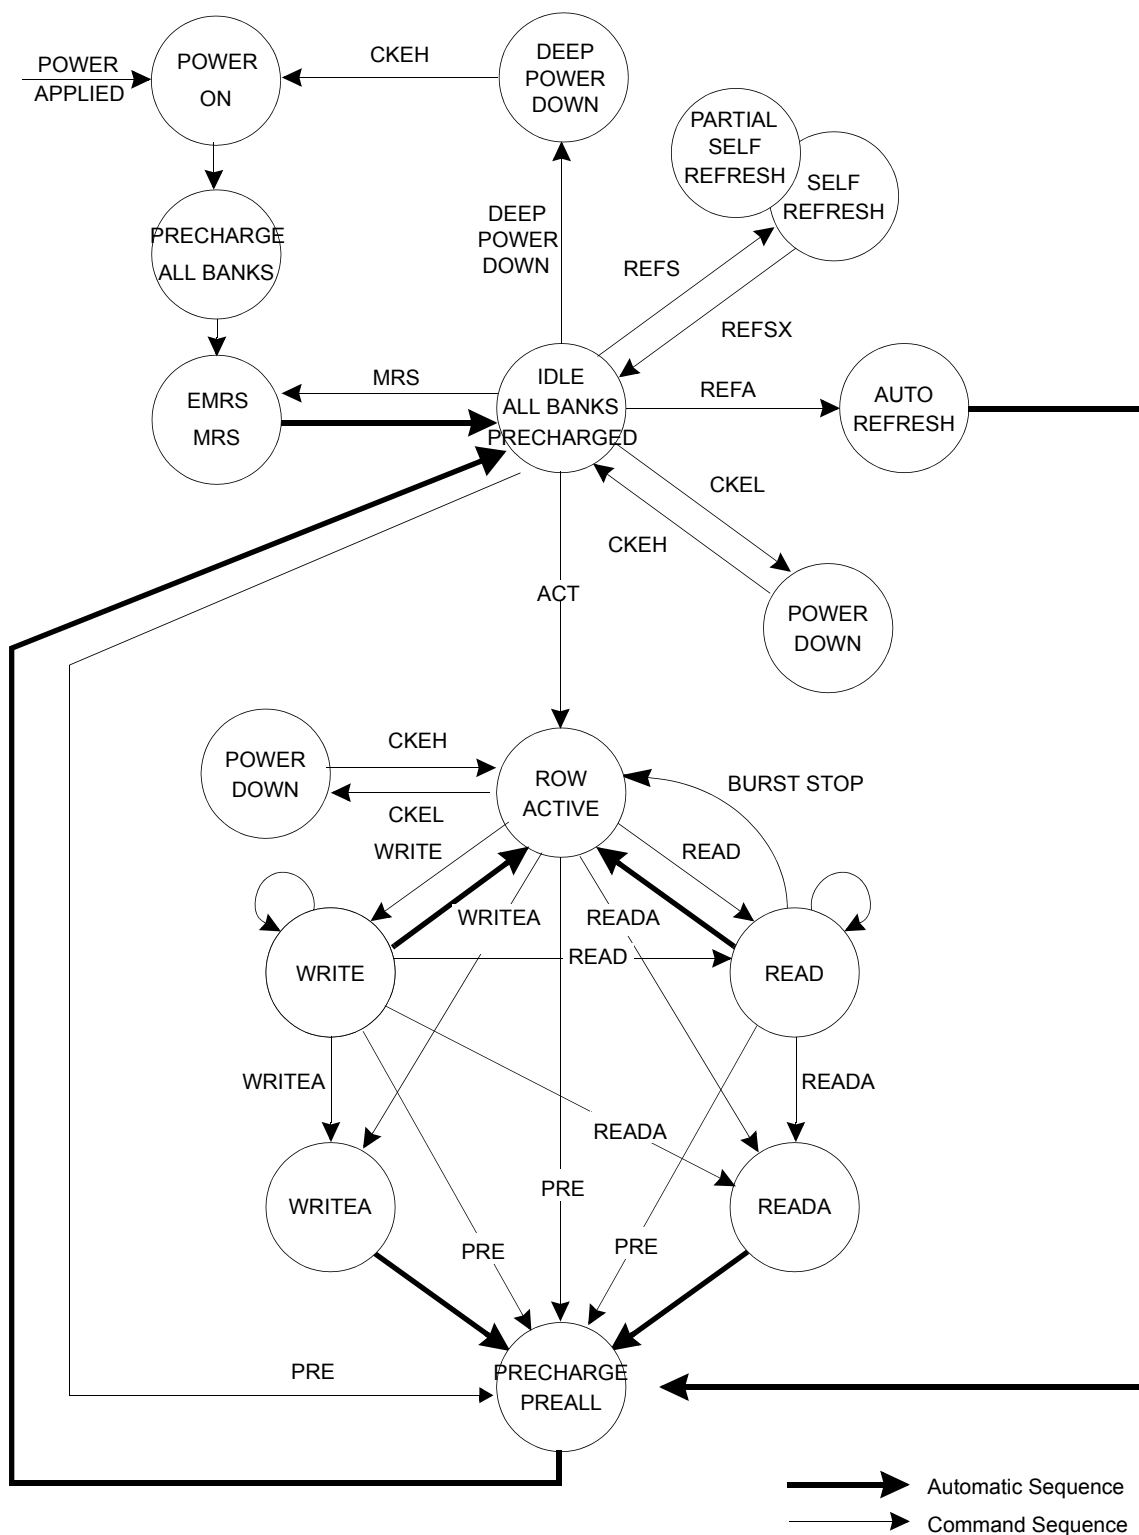 POWER
APPLIED
POWER
ON
CKEH
DEEP
POWER
DOWN
PARTIAL
SELF
REFRESH
SELF
REFRESH
PRECHARGE
ALL BANKS
DEEP
POWER
DOWN
REFS
REFSX
EMRS
MRS
MRS
IDLE
ALL BANKS
PRECHARGED
REFA
AUTO
REFRESH
CKEL
CKEH
ACT
POWER
DOWN
POWER
DOWN
CKEH
CKEL
ROW
ACTIVE
BURST STOP
WRITE
READ
WRITEA
READA
WRITE
READ
READ
WRITEA
READA
READA
WRITEA
PRE
READA
PRE
PRE
PRE
PRECHARGE
PREALL
Automatic Sequence
Command Sequence